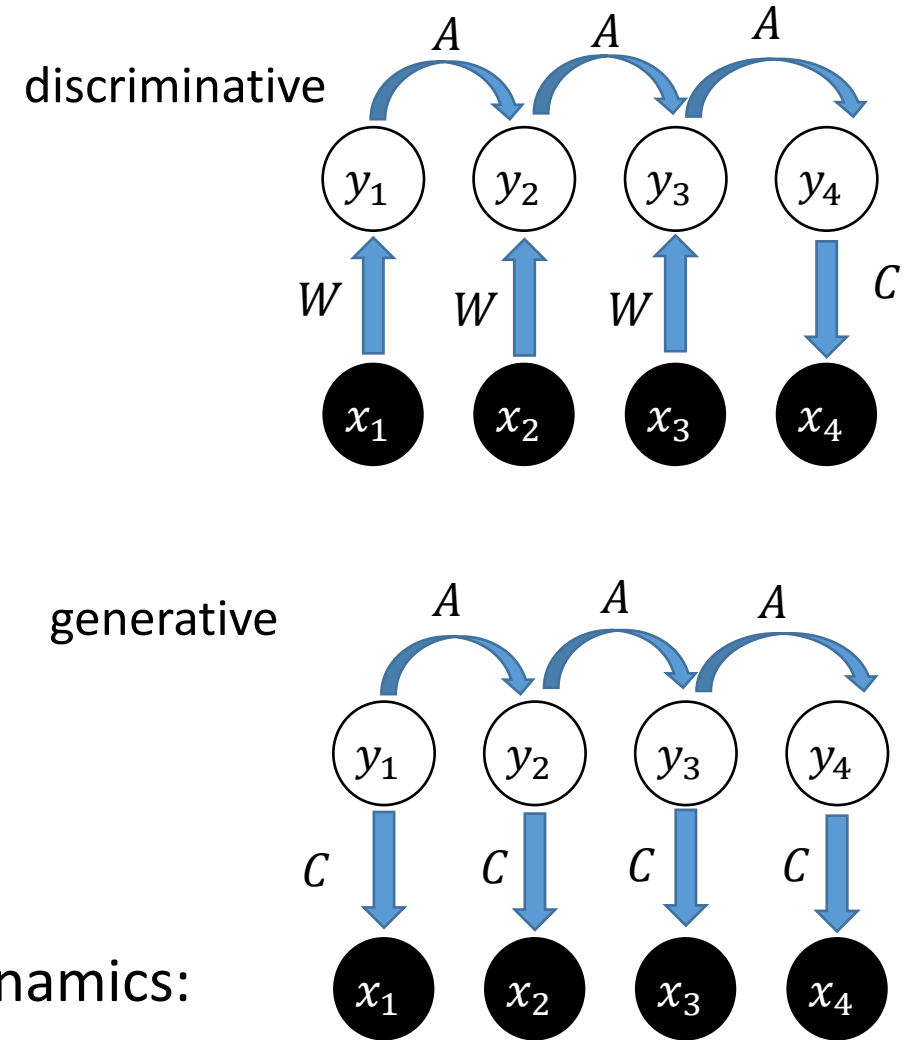 A A A
discriminative
y₁ y₂ y₃ y₄
W W W C
x₁ x₂ x₃ x₄
A A A
generative
y₁ y₂ y₃ y₄
C C C C
namics:
x₁ x₂ x₃ x₄